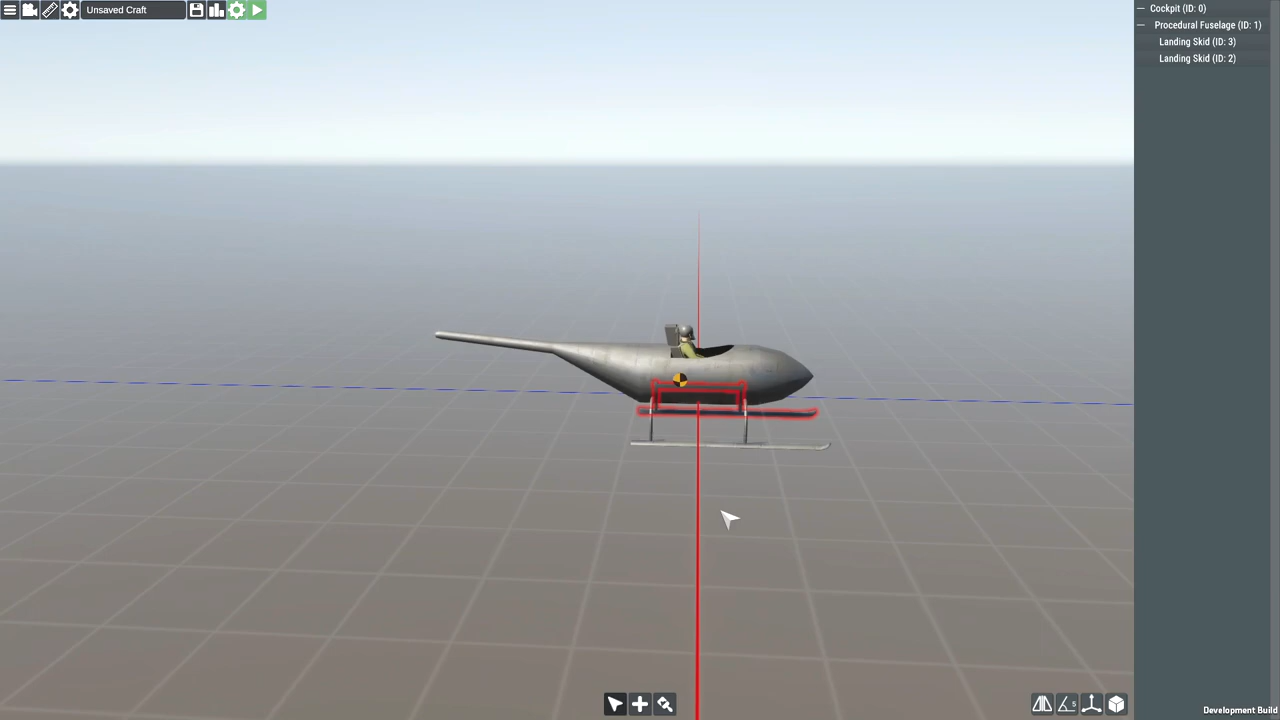 Unsaved Craft
Cockpit (ID: 0)
Procedural Fuselage (ID: 1)
Landing Skid (ID: 3)
Landing Skid (ID: 2)
5
Development Build